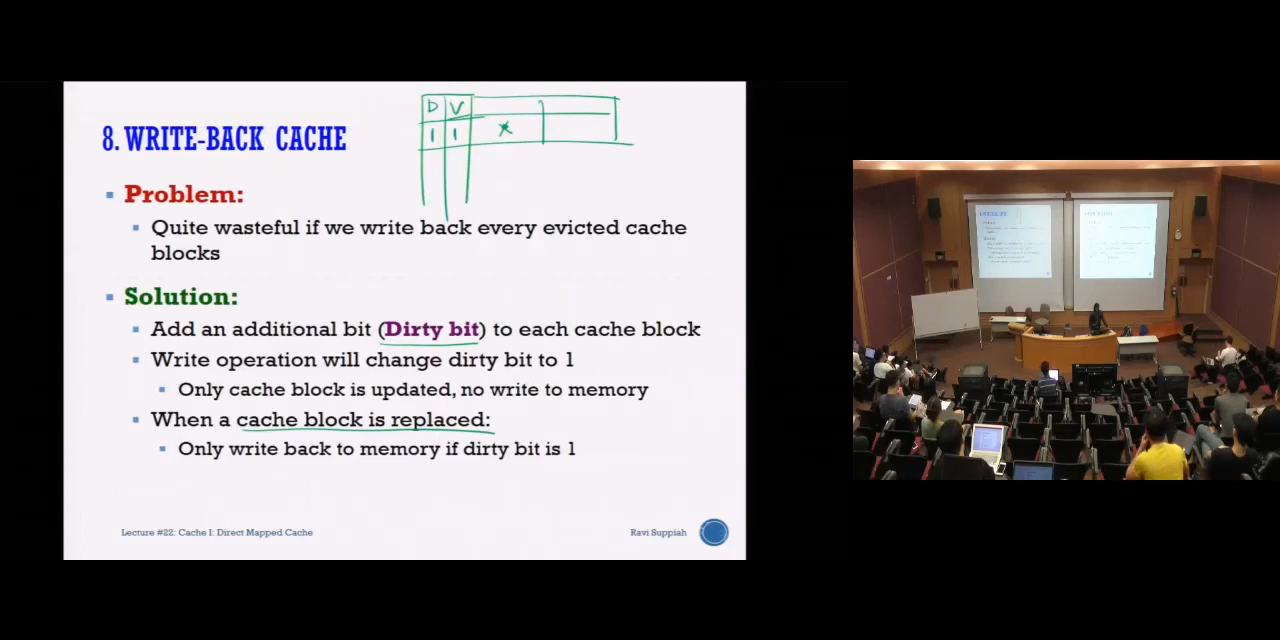 D V
1 1 *
8. WRITE-BACK CACHE
Problem:
Quite wasteful if we write back every evicted cache
blocks
Solution:
Add an additional bit (Dirty bit) to each cache block
Write operation will change dirty bit to 1
Only cache block is updated, no write to memory
When a cache block is replaced:
Only write back to memory if dirty bit is 1
Lecture #22: Cache I: Direct Mapped Cache
Ravi Suppiah